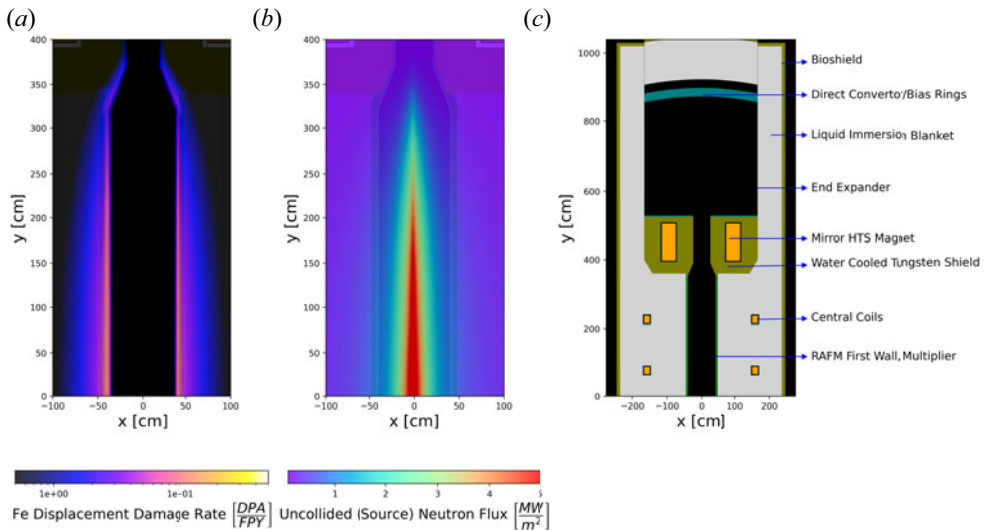 (a)
(b)
(c)
400
350
300
250
200
150
100
50
0
y [cm]
−100
−50
0
50
100
x [cm]
400
350
300
250
200
150
100
50
0
y [cm]
−100
−50
0
50
100
x [cm]
1000
800
600
400
200
0
y [cm]
−200
−100
0
100
200
x [cm]
Bioshield
Direct Convertor/Bias Rings
Liquid Immersion Blanket
End Expander
Mirror HTS Magnet
Water Cooled Tungsten Shield
Central Coils
RAFM First Wall, Multiplier
1e+00
1e-01
Fe Displacement Damage Rate [DPA/FPY]
1
2
3
4
Uncollided (Source) Neutron Flux [MW/m²]